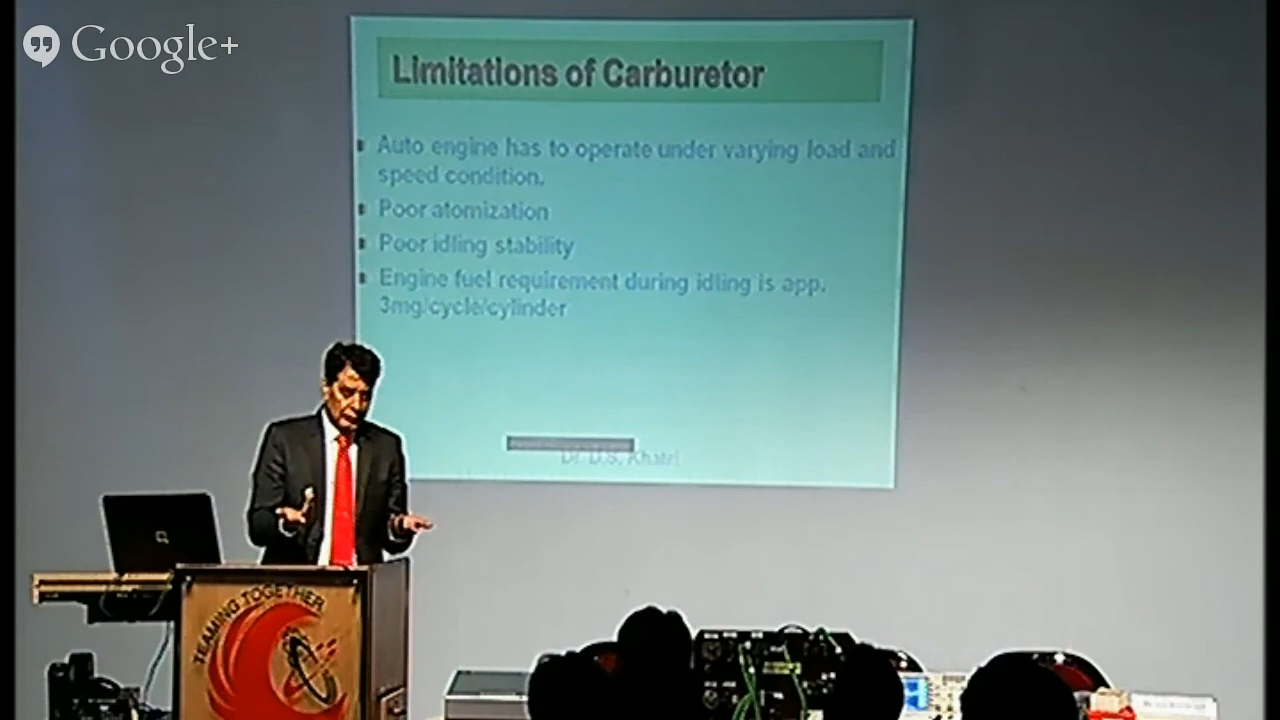 Google+
Limitations of Carburetor
Auto engine has to operate under varying load and
speed condition.
Poor atomization
Poor idling stability
Engine fuel requirement during idling is app.
3mg/cycle/cylinder
Dr. D.S. Khatri
TEAMING TOGETHER